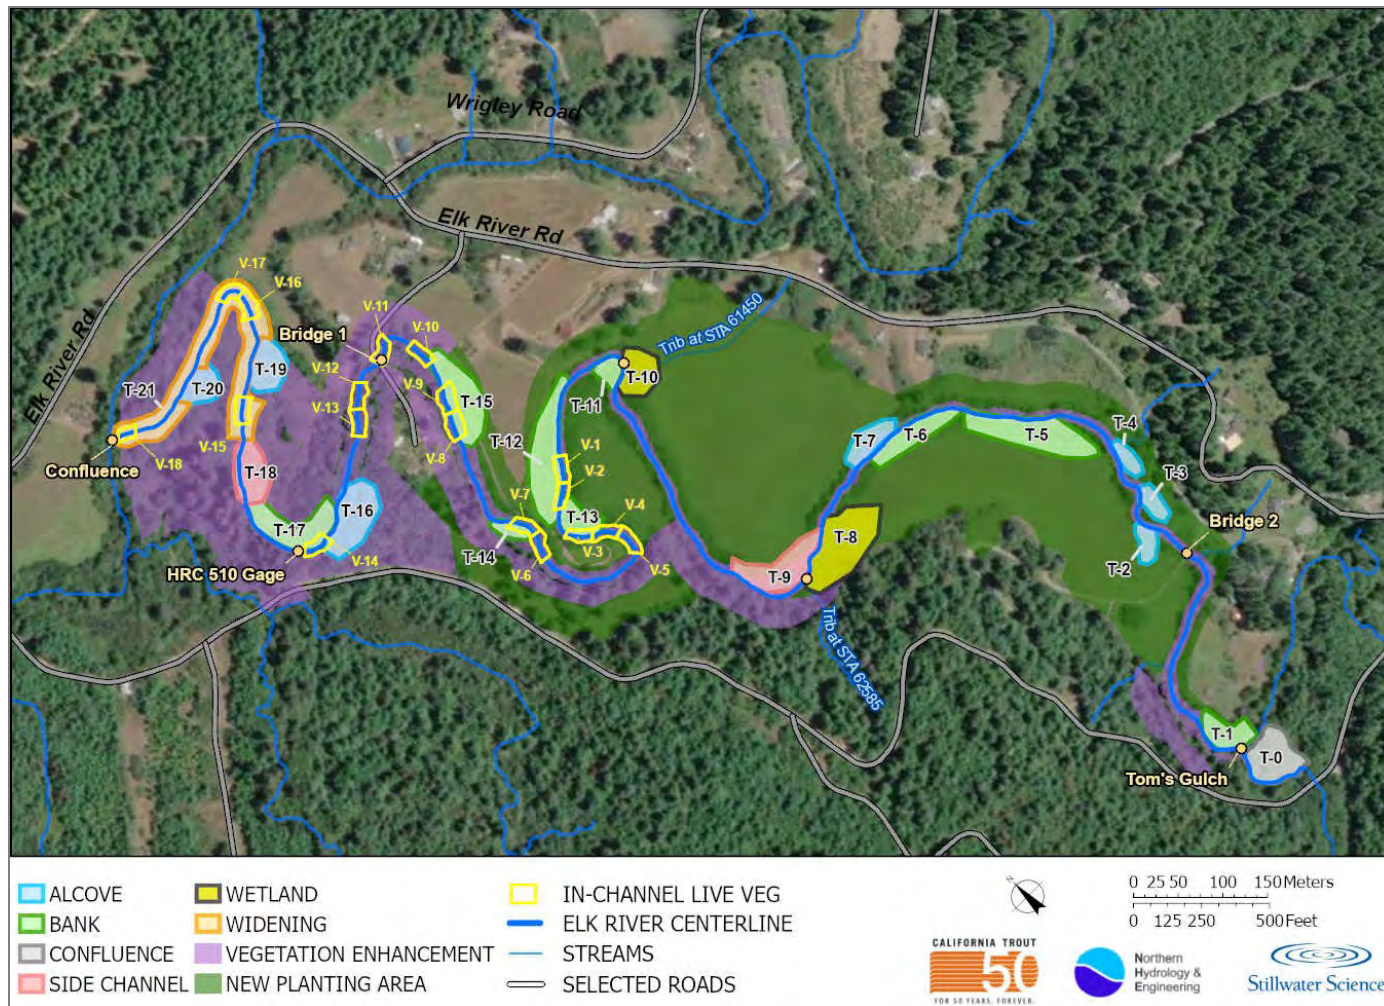 Wrigley Road
Elk River Rd
Trib at STA 61450
V-17
V-16
V-11
V-10
Bridge 1
Elk River Rd
T-19
T-20
T-21
V-12
V-9
V-13
T-15
T-10
T-11
T-12
V-15
V-18
Confluence
V-8
V-1
V-2
T-7
T-6
T-5
T-4
T-3
T-18
V-7
V-4
T-16
T-13
T-17
T-14
V-3
V-14
V-6
V-5
HRC 510 Gage
T-8
T-9
T-2
Bridge 2
Trib at STA 62585
T-1
T-0
Tom's Gulch
ALCOVE
BANK
CONFLUENCE
SIDE CHANNEL
WETLAND
WIDENING
VEGETATION ENHANCEMENT
NEW PLANTING AREA
IN-CHANNEL LIVE VEG
ELK RIVER CENTERLINE
STREAMS
SELECTED ROADS
N
0 25 50 100 150 Meters
0 125 250 500 Feet
CALIFORNIA TROUT
50
FOR 50 YEARS. FOREVER.
Northern
Hydrology &
Engineering
Stillwater Sciences